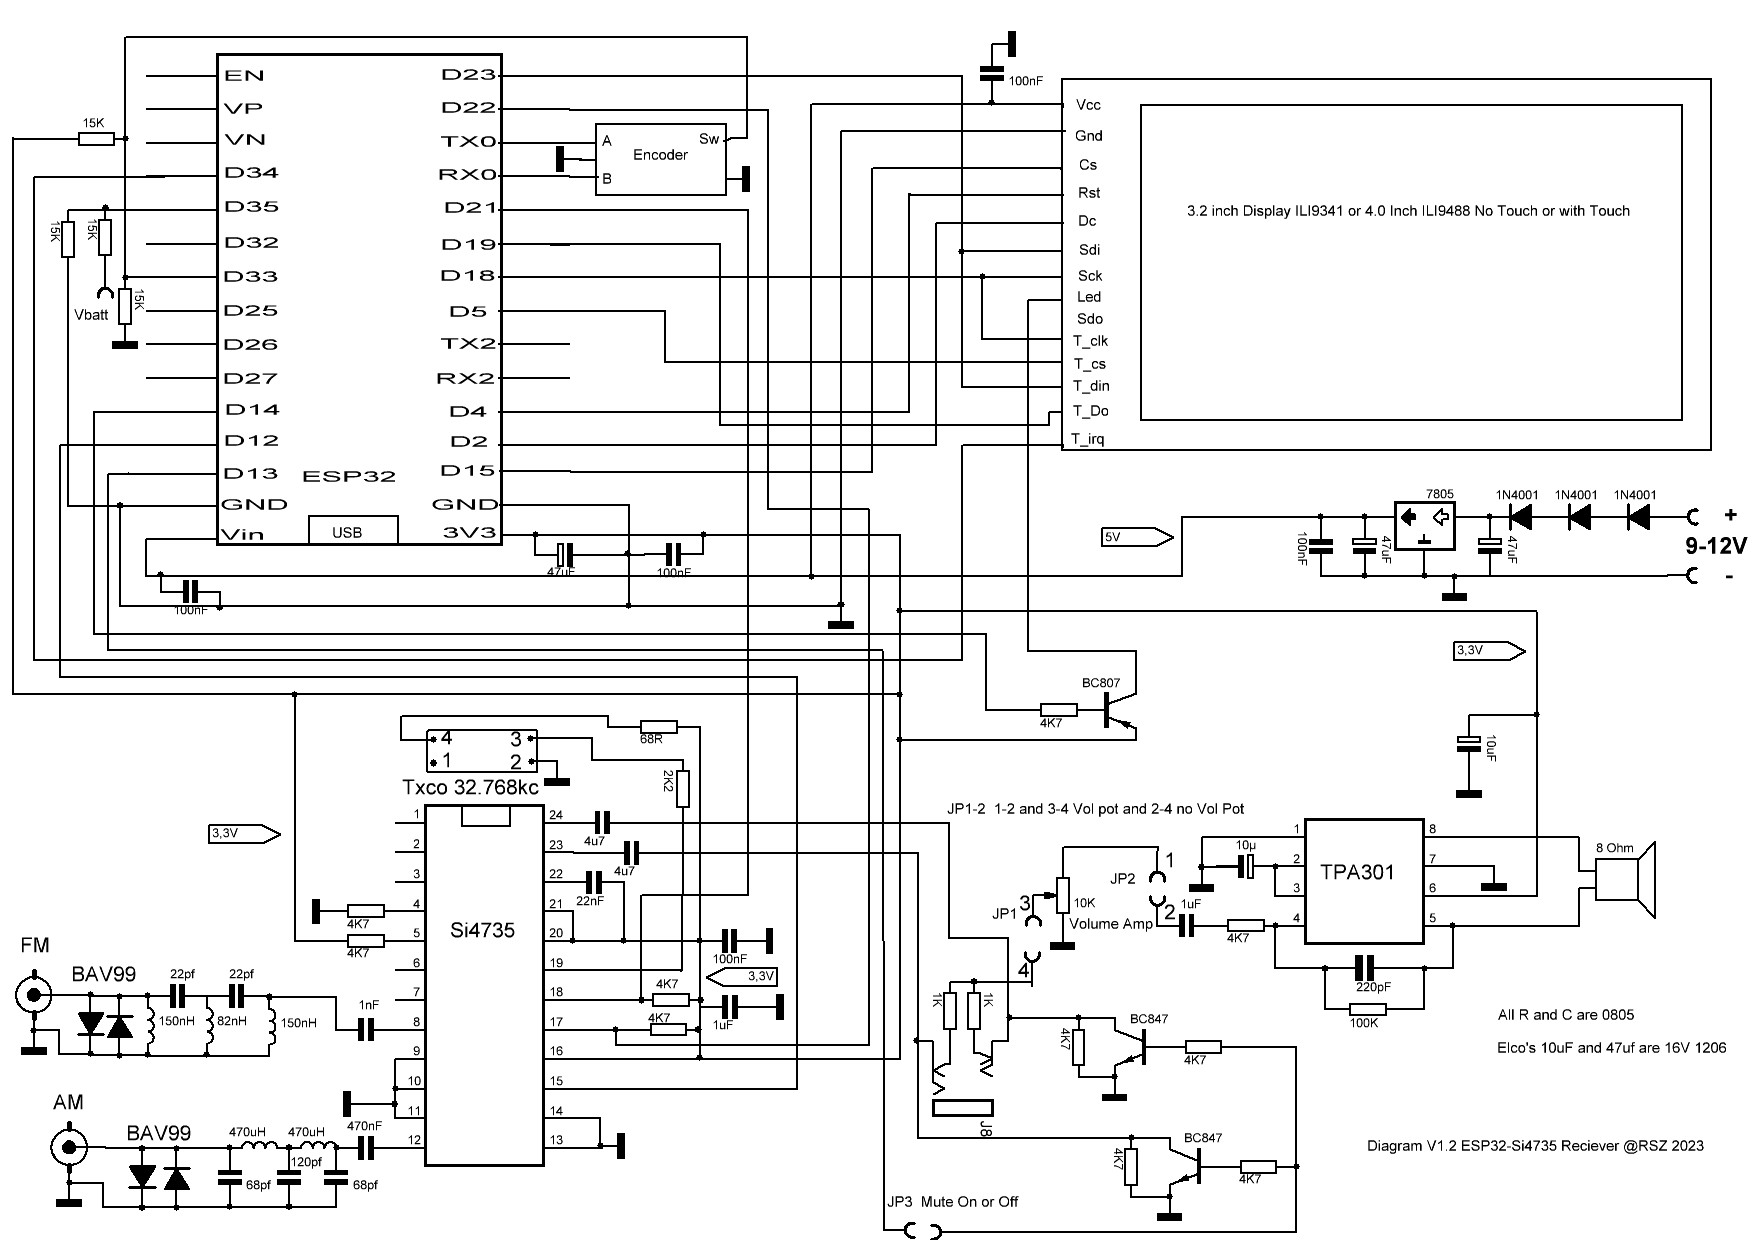 EN
VP
VN
D34
D35
D32
D33
D25
D26
D27
D14
D12
D13
GND
Vin
ESP32
USB
D23
D22
TX0
RX0
D21
D19
D18
D5
TX2
RX2
D4
D2
D15
GND
3V3
15K
15K
15K
15K
Vbatt
A
B
Sw
Encoder
100nF
Vcc
Gnd
Cs
Rst
Dc
Sdi
Sck
Led
Sdo
T_clk
T_cs
T_din
T_Do
T_irq
3.2 inch Display ILI9341 or 4.0 Inch ILI9488 No Touch or with Touch
47uF
100nF
100nF
5V
100nF
47uF
7805
47uF
1N4001
1N4001
1N4001
+
9-12V
-
3,3V
BC807
4K7
10uF
4
3
1
2
68R
2K2
Txco 32.768kc
3,3V
1
2
3
4
5
6
7
8
9
10
11
12
Si4735
24
23
22
21
20
19
18
17
16
15
14
13
4u7
4u7
22nF
4K7
4K7
100nF
3,3V
4K7
4K7
1uF
FM
BAV99
22pf
22pf
150nH
82nH
150nH
1nF
AM
BAV99
470uH
470uH
470nF
68pf
120pf
68pf
JP1-2 1-2 and 3-4 Vol pot and 2-4 no Vol Pot
JP2
1
2
JP1
3
4
10K
Volume Amp
1uF
4K7
10µ
1
2
3
4
TPA301
8
7
6
5
8 Ohm
220pF
100K
1K
1K
J8
BC847
4K7
4K7
BC847
4K7
4K7
JP3 Mute On or Off
All R and C are 0805
Elco's 10uF and 47uf are 16V 1206
Diagram V1.2 ESP32-Si4735 Reciever @RSZ 2023